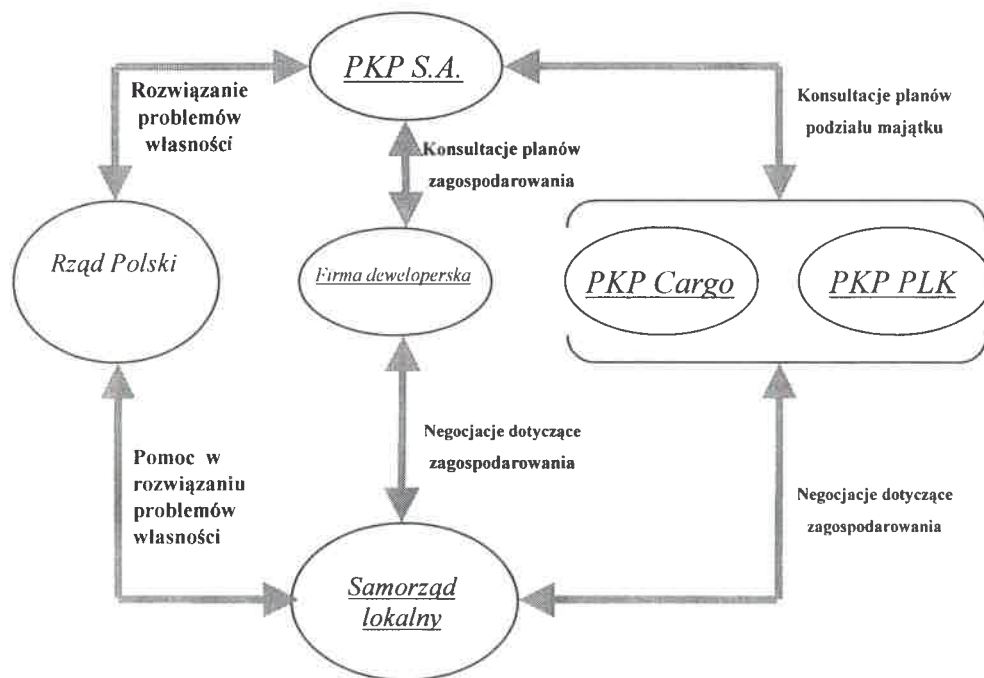 PKP S.A.
Rozwiązanie
problemów
własności
Konsultacje planów
zagospodarowania
Konsultacje planów
podziału majątku
Rząd Polski
Firma deweloperska
PKP Cargo
PKP PLK
Pomoc w
rozwiązaniu
problemów
własności
Negocjacje dotyczące
zagospodarowania
Negocjacje dotyczące
zagospodarowania
Samorząd
lokalny